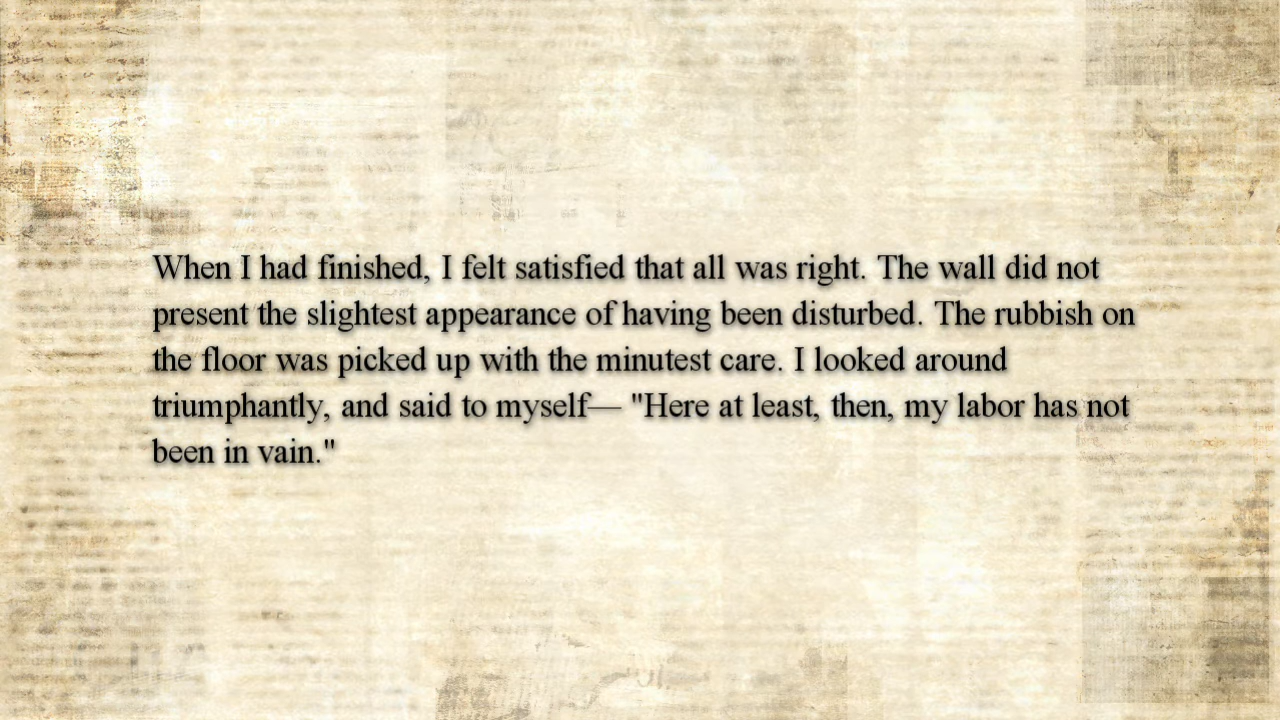 When I had finished, I felt satisfied that all was right. The wall did not
present the slightest appearance of having been disturbed. The rubbish on
the floor was picked up with the minutest care. I looked around
triumphantly, and said to myself— "Here at least, then, my labor has not
been in vain."